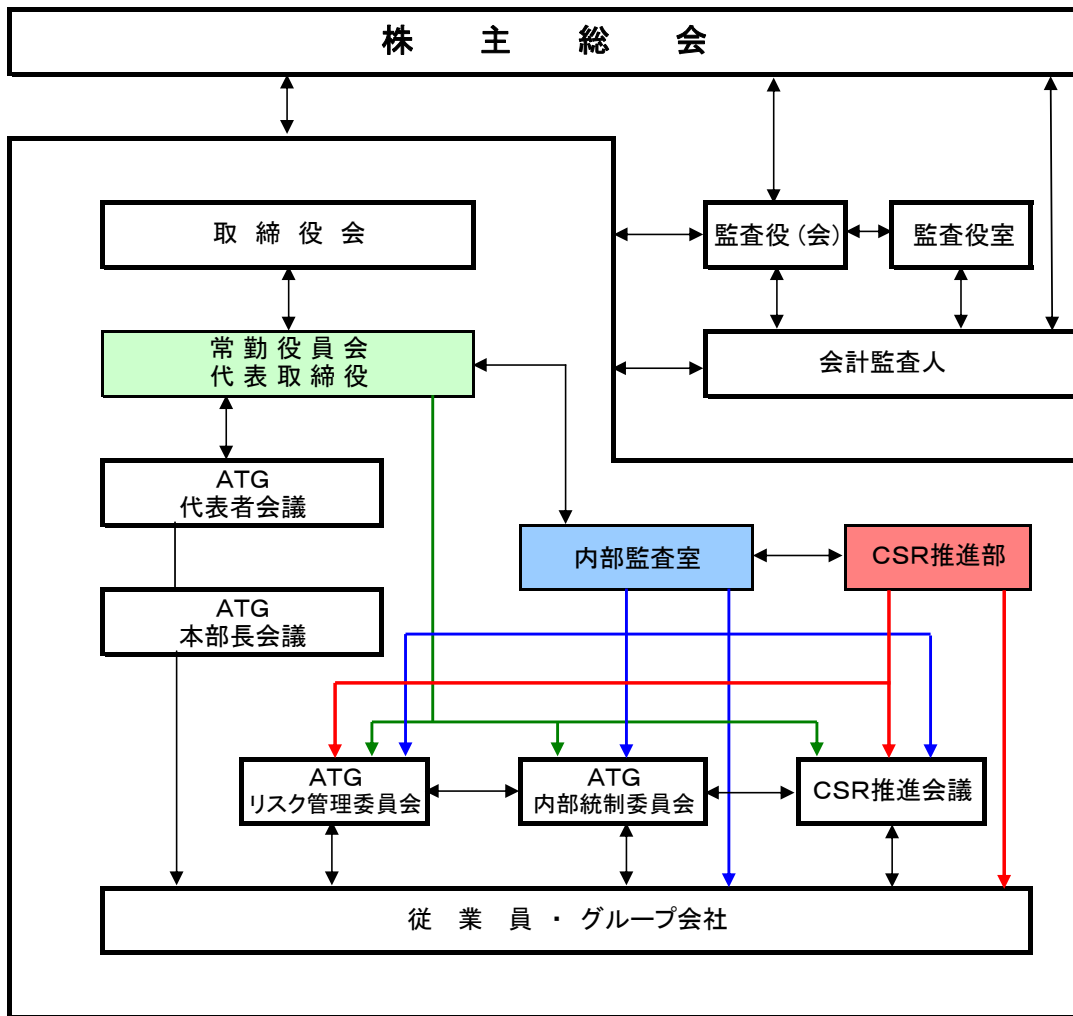 株 主 総 会
取 締 役 会
監査役(会)
監査役室
常 勤 役 員 会
代 表 取 締 役
会計監査人
ATG
代表者会議
内部監査室
CSR推進部
ATG
本部長会議
ATG
リスク管理委員会
ATG
内部統制委員会
CSR推進会議
従 業 員 ・ グループ会社